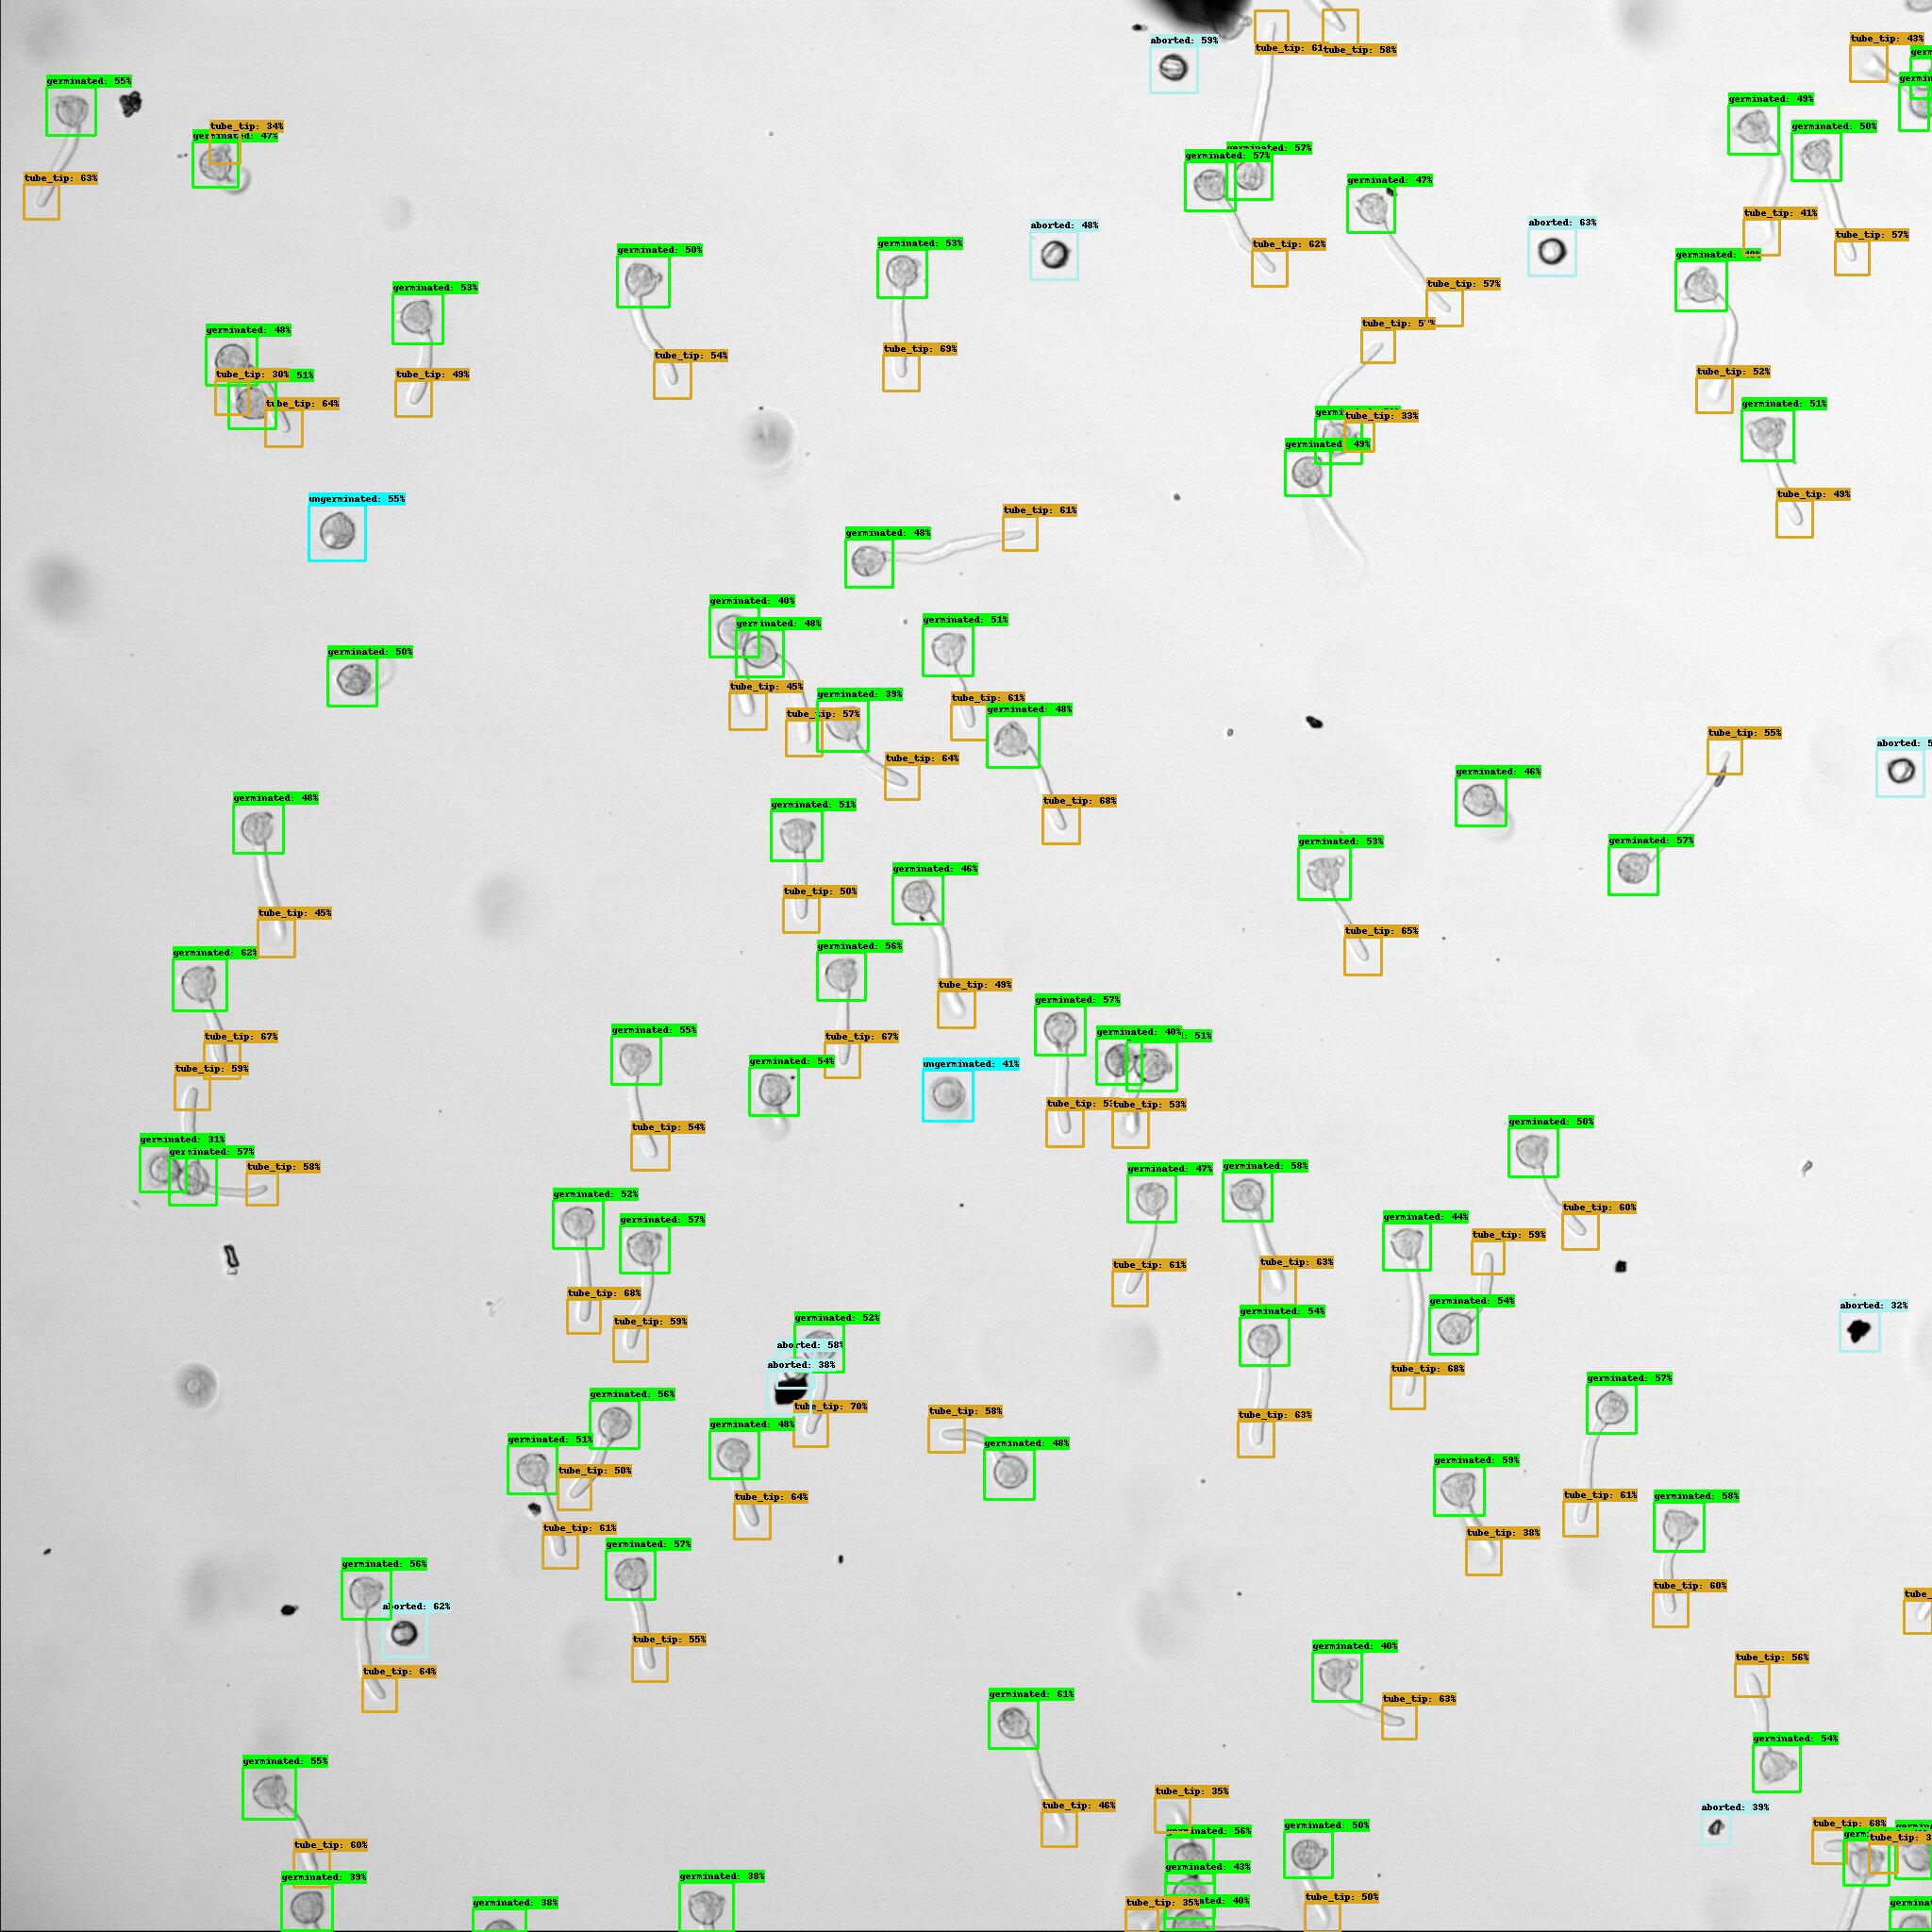 aborted: 59%
tube_tip: 61
tube_tip: 58%
tube_tip: 43%
germinated: 55%
germinated: 49%
tube_tip: 34%
germinated: 47%
germinated: 50%
germinated: 57%
germinated: 57%
tube_tip: 63%
germinated: 47%
tube_tip: 41%
aborted: 48%
aborted: 63%
tube_tip: 57%
germinated: 50%
germinated: 53%
tube_tip: 62%
germinated: 53%
tube_tip: 57%
germinated: 48%
tube_tip: 54%
tube_tip: 69%
tube_tip: 30%
51%
tube_tip: 49%
tube_tip: 52%
tube_tip: 64%
tube_tip: 33%
germinated: 51%
germinated 49%
ungerminated: 55%
tube_tip: 49%
tube_tip: 61%
germinated: 48%
germinated: 40%
germinated: 48%
germinated: 51%
germinated: 50%
tube_tip: 45%
germinated: 39%
tube_tip: 61%
tube_tip: 57%
germinated: 48%
tube_tip: 55%
aborted:
tube_tip: 64%
germinated: 46%
germinated: 48%
germinated: 51%
tube_tip: 68%
germinated: 53%
germinated: 57%
germinated: 46%
tube_tip: 50%
tube_tip: 45%
tube_tip: 65%
germinated: 62%
germinated: 56%
tube_tip: 49%
germinated: 57%
tube_tip: 67%
germinated: 55%
tube_tip: 67%
germinated: 40%
51%
tube_tip: 59%
germinated: 54%
ungerminated: 41%
tube_tip:
tube_tip: 53%
germinated: 31%
germinated: 57%
tube_tip: 54%
germinated: 50%
tube_tip: 58%
germinated: 47%
germinated: 58%
germinated: 52%
germinated: 57%
tube_tip: 60%
germinated: 44%
tube_tip: 59%
tube_tip: 61%
tube_tip: 63%
tube_tip: 68%
tube_tip: 59%
germinated: 52%
germinated: 54%
germinated: 54%
aborted: 32%
aborted: 58%
aborted: 38%
tube_tip: 68%
germinated: 57%
germinated: 56%
tube_tip: 70%
tube_tip: 58%
tube_tip: 63%
germinated: 51%
germinated: 48%
germinated: 48%
germinated: 59%
tube_tip: 50%
tube_tip: 64%
tube_tip: 61%
germinated: 58%
tube_tip: 61%
tube_tip: 38%
germinated: 57%
germinated: 56%
tube_tip: 60%
aborted: 62%
tube_tip: 55%
germinated: 40%
tube_tip: 64%
tube_tip: 56%
germinated: 61%
tube_tip: 63%
germinated: 54%
germinated: 55%
tube_tip: 35%
tube_tip: 46%
aborted: 39%
tube_tip: 60%
germinated: 56%
germinated: 50%
tube_tip: 68%
tube_tip: 3
germinated: 39%
germinated: 38%
germinated: 43%
germinated: 38%
tube_tip: 35%
40%
tube_tip: 50%